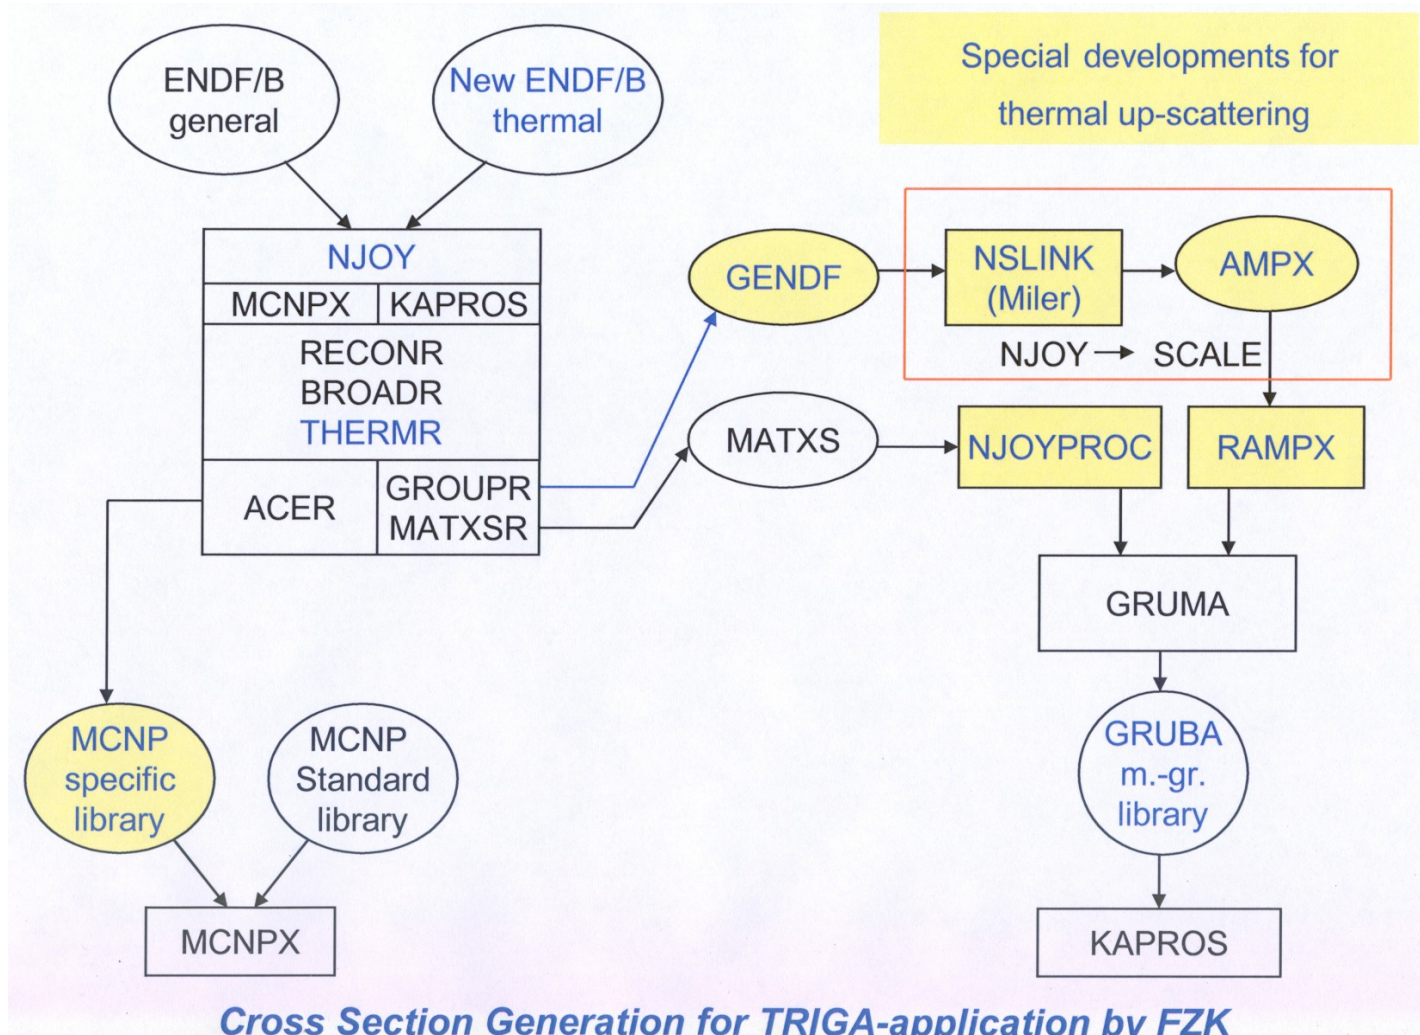 ENDF/B
general
New ENDF/B
thermal
Special developments for
thermal up-scattering
NJOY
MCNPX
KAPROS
RECONR
BROADR
THERMR
ACER
GROUPR
MATXSR
GENDF
NSLINK
(Miler)
AMPX
NJOY → SCALE
MATXS
NJOYPROC
RAMPX
GRUMA
MCNP
specific
library
MCNP
Standard
library
GRUBA
m.-gr.
library
MCNPX
KAPROS
Cross Section Generation for TRIGA-application by FZK